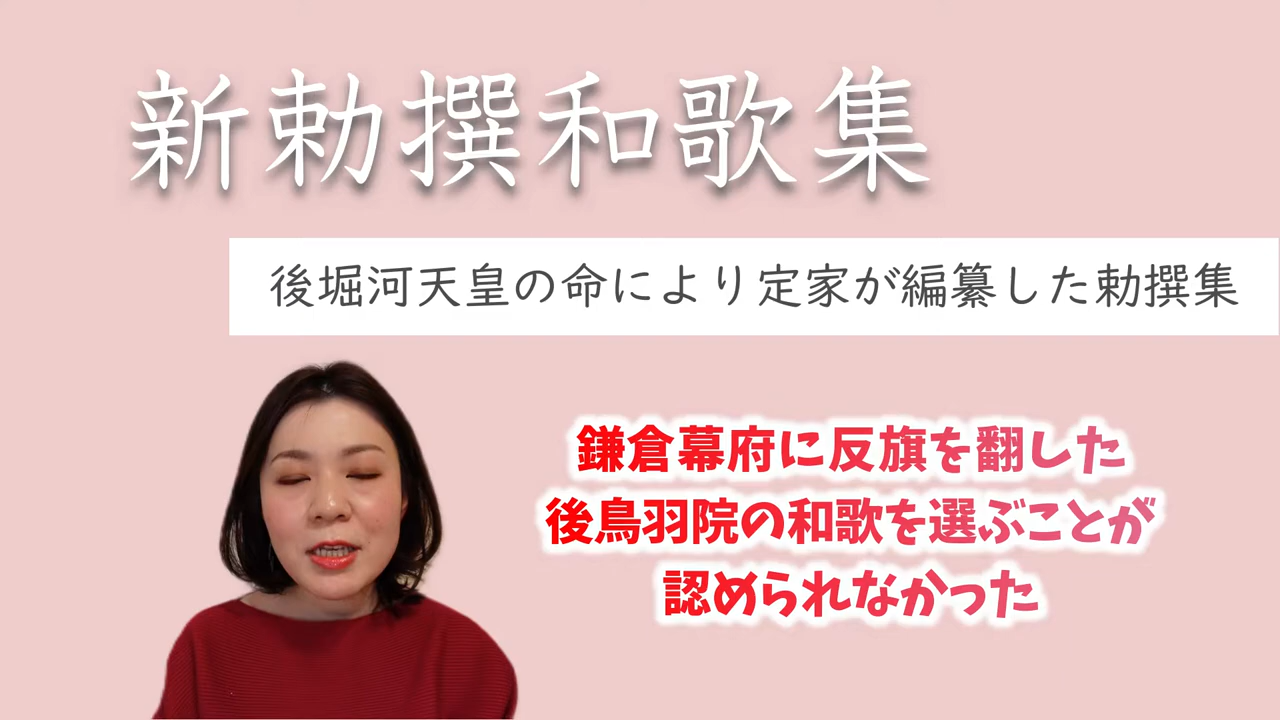 新勅撰和歌集
後堀河天皇の命により定家が編纂した勅撰集
鎌倉幕府に反旗を翻した
後鳥羽院の和歌を選ぶことが
認められなかった